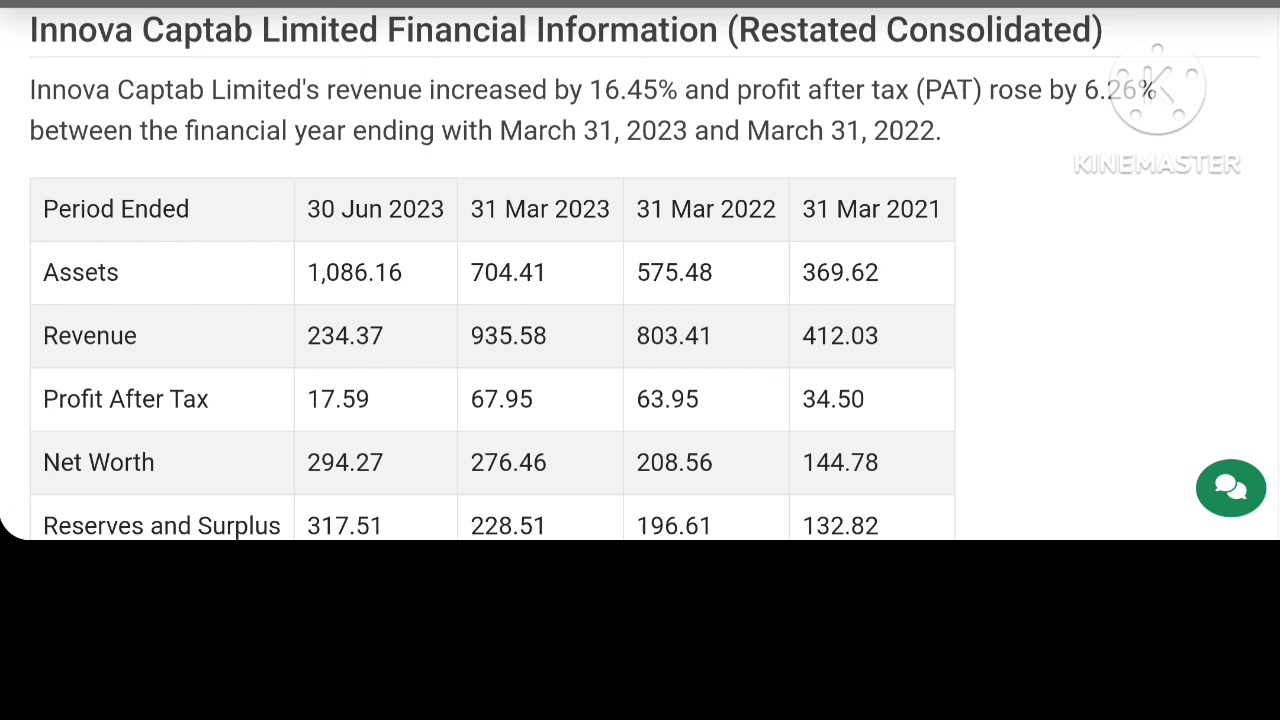 Innova Captab Limited Financial Information (Restated Consolidated)
Innova Captab Limited's revenue increased by 16.45% and profit after tax (PAT) rose by 6.26%
between the financial year ending with March 31, 2023 and March 31, 2022.
KINEMASTER
Period Ended 30 Jun 2023 31 Mar 2023 31 Mar 2022 31 Mar 2021
Assets 1,086.16 704.41 575.48 369.62
Revenue 234.37 935.58 803.41 412.03
Profit After Tax 17.59 67.95 63.95 34.50
Net Worth 294.27 276.46 208.56 144.78
Reserves and Surplus 317.51 228.51 196.61 132.82